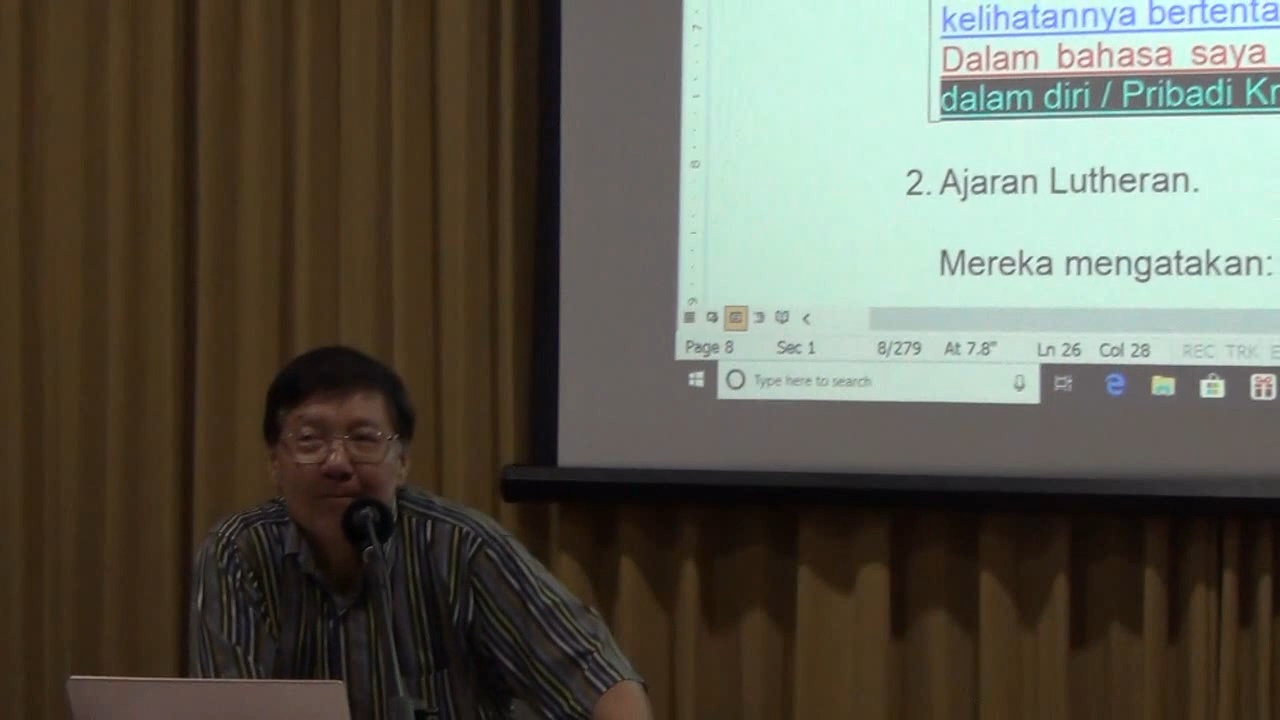 kelihatannya bertenta
Dalam bahasa saya
dalam diri / Pribadi Kr
2. Ajaran Lutheran.
Mereka mengatakan:
Page 8 Sec 1 8/279 At 7.8" Ln 26 Col 28 REC TRK E
Type here to search